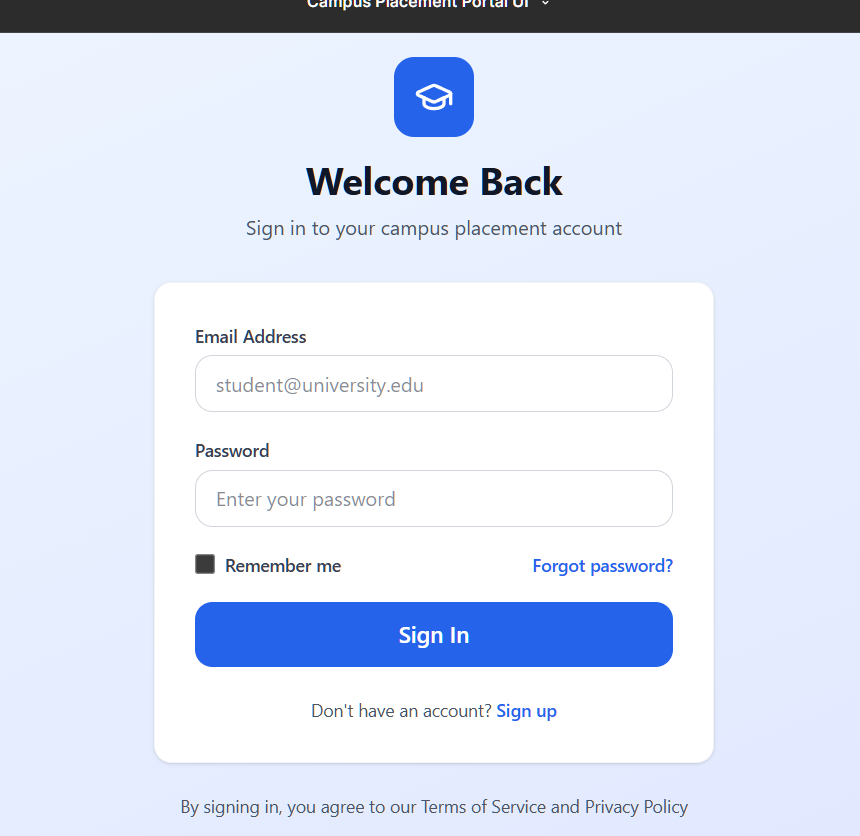 Campus Placement Portal UI
Welcome Back
Sign in to your campus placement account
Email Address
student@university.edu
Password
Enter your password
Remember me
Forgot password?
Sign In
Don't have an account? Sign up
By signing in, you agree to our Terms of Service and Privacy Policy